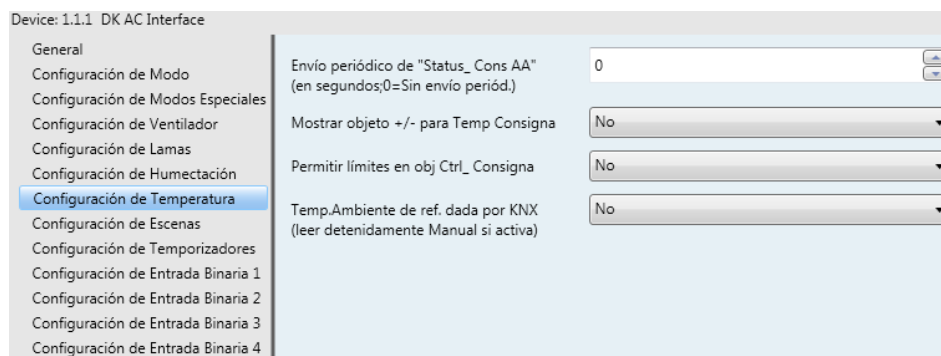 Device: 1.1.1 DK AC Interface
General
Configuración de Modo
Configuración de Modos Especiales
Configuración de Ventilador
Configuración de Lamas
Configuración de Humectación
Configuración de Temperatura
Configuración de Escenas
Configuración de Temporizadores
Configuración de Entrada Binaria 1
Configuración de Entrada Binaria 2
Configuración de Entrada Binaria 3
Configuración de Entrada Binaria 4
Envío periódico de "Status_ Cons AA"
(en segundos;0=Sin envío periód.)
0
Mostrar objeto +/- para Temp Consigna
No
Permitir límites en obj Ctrl_ Consigna
No
Temp.Ambiente de ref. dada por KNX
(leer detenidamente Manual si activa)
No